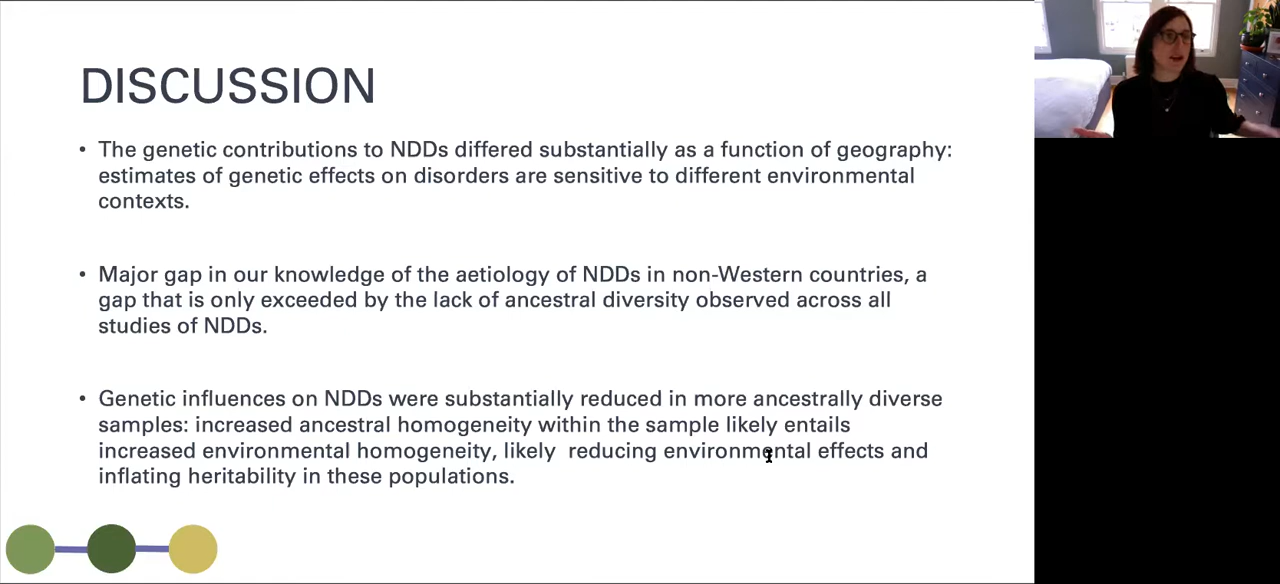 DISCUSSION
• The genetic contributions to NDDs differed substantially as a function of geography:
estimates of genetic effects on disorders are sensitive to different environmental
contexts.
• Major gap in our knowledge of the aetiology of NDDs in non-Western countries, a
gap that is only exceeded by the lack of ancestral diversity observed across all
studies of NDDs.
• Genetic influences on NDDs were substantially reduced in more ancestrally diverse
samples: increased ancestral homogeneity within the sample likely entails
increased environmental homogeneity, likely  reducing environmental effects and
inflating heritability in these populations.